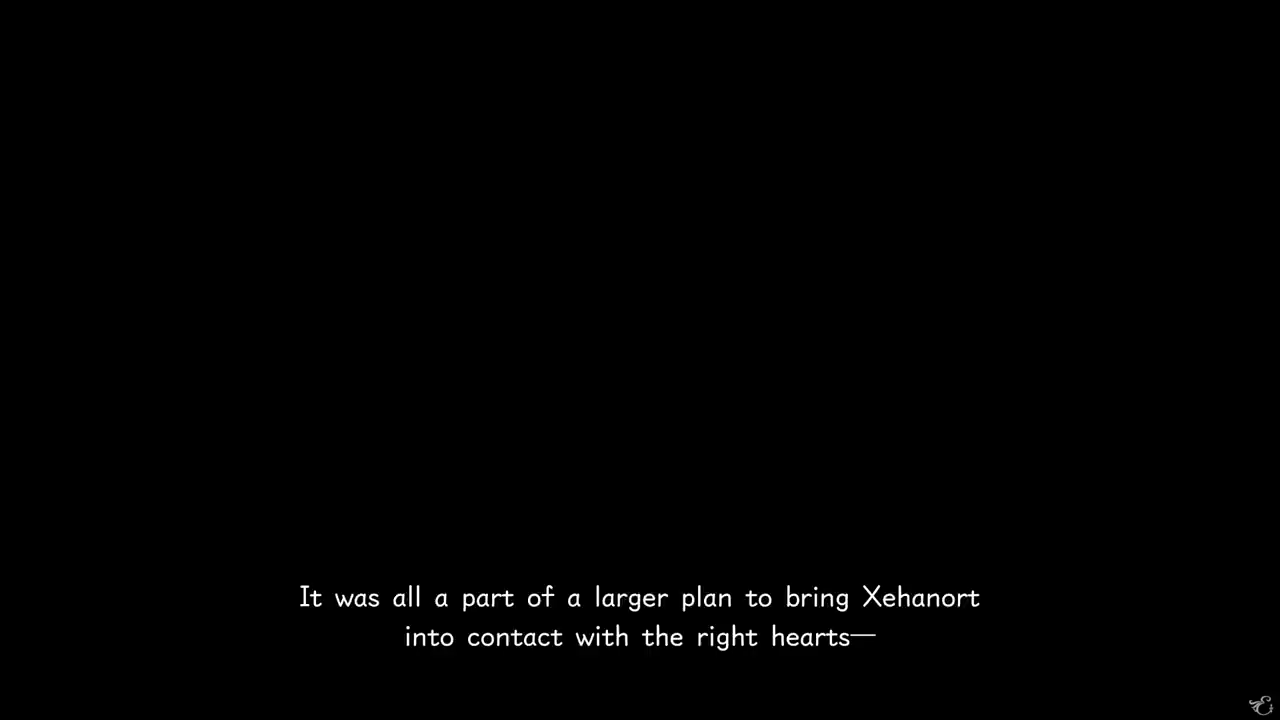 It was all a part of a larger plan to bring Xehanort
into contact with the right hearts—